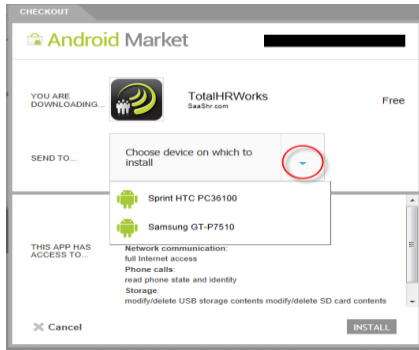 CHECKOUT
Android Market
YOU ARE
DOWNLOADING...
TotalHRWorks
SaaShr.com
Free
SEND TO...
Choose device on which to
install
Sprint HTC PC36100
Samsung GT-P7510
THIS APP HAS
ACCESS TO...
Network communication:
full Internet access
Phone calls:
read phone state and identity
Storage:
modify/delete USB storage contents modify/delete SD card contents
Cancel
INSTALL